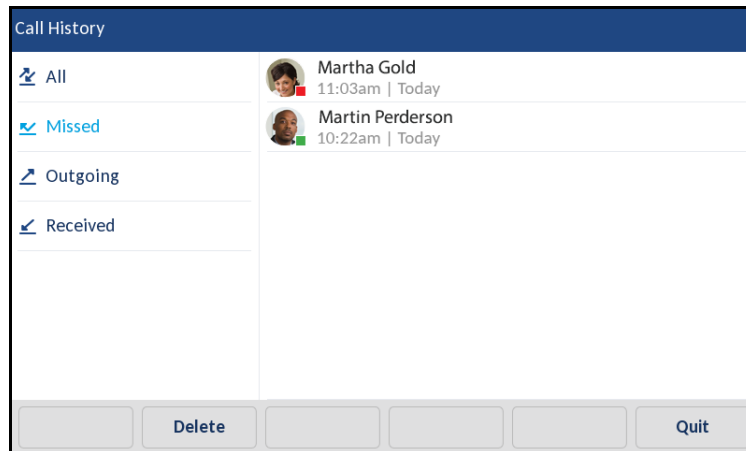 Call History
All
Missed
Outgoing
Received
Martha Gold
11:03am | Today
Martin Perderson
10:22am | Today
Delete
Quit